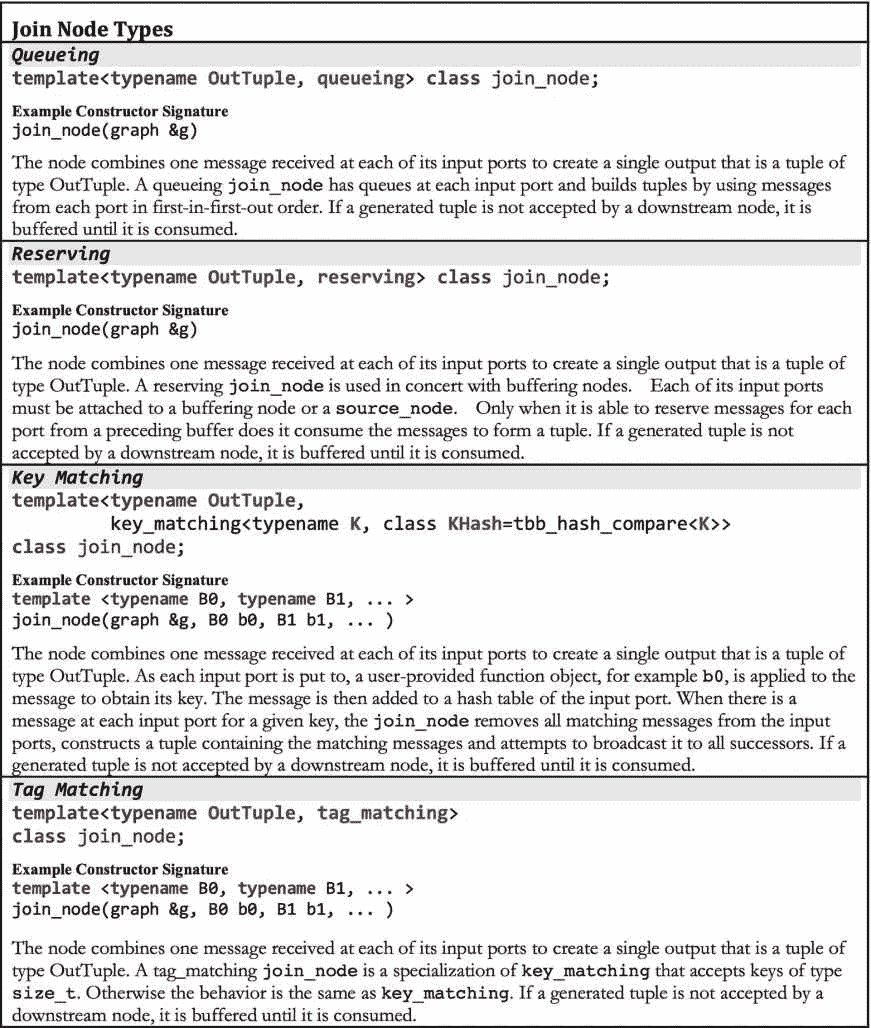 Join Node Types
Queueing
template<typename OutTuple, queueing> class join_node;
Example Constructor Signature
join_node(graph &g)
The node combines one message received at each of its input ports to create a single output that is a tuple of
type OutTuple. A queueing join_node has queues at each input port and builds tuples by using messages
from each port in first-in-first-out order. If a generated tuple is not accepted by a downstream node, it is
buffered until it is consumed.
Reserving
template<typename OutTuple, reserving> class join_node;
Example Constructor Signature
join_node(graph &g)
The node combines one message received at each of its input ports to create a single output that is a tuple of
type OutTuple. A reserving join_node is used in concert with buffering nodes. Each of its input ports
must be attached to a buffering node or a source_node. Only when it is able to reserve messages for each
port from a preceding buffer does it consume the messages to form a tuple. If a generated tuple is not
accepted by a downstream node, it is buffered until it is consumed.
Key Matching
template<typename OutTuple,
key_matching<typename K, class KHash=tbb_hash_compare<K>>
class join_node;
Example Constructor Signature
template <typename B0, typename B1, ... >
join_node(graph &g, B0 b0, B1 b1, ... )
The node combines one message received at each of its input ports to create a single output that is a tuple of
type OutTuple. As each input port is put to, a user-provided function object, for example b0, is applied to the
message to obtain its key. The message is then added to a hash table of the input port. When there is a
message at each input port for a given key, the join_node removes all matching messages from the input
ports, constructs a tuple containing the matching messages and attempts to broadcast it to all successors. If a
generated tuple is not accepted by a downstream node, it is buffered until it is consumed.
Tag Matching
template<typename OutTuple, tag_matching>
class join_node;
Example Constructor Signature
template <typename B0, typename B1, ... >
join_node(graph &g, B0 b0, B1 b1, ... )
The node combines one message received at each of its input ports to create a single output that is a tuple of
type OutTuple. A tag_matching join_node is a specialization of key_matching that accepts keys of type
size_t. Otherwise the behavior is the same as key_matching. If a generated tuple is not accepted by a
downstream node, it is buffered until it is consumed.